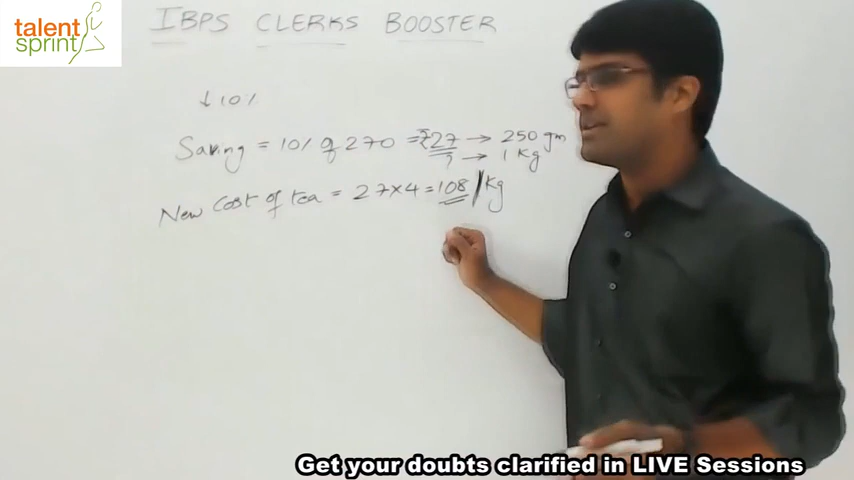 talent
sprint
IBPS CLERKS BOOSTER
↓ 10%
Saving = 10% of 270 = ₹27 → 250 gm
? → 1 Kg
New Cost of tea = 27×4 = 108/Kg
Get your doubts clarified in LIVE Sessions